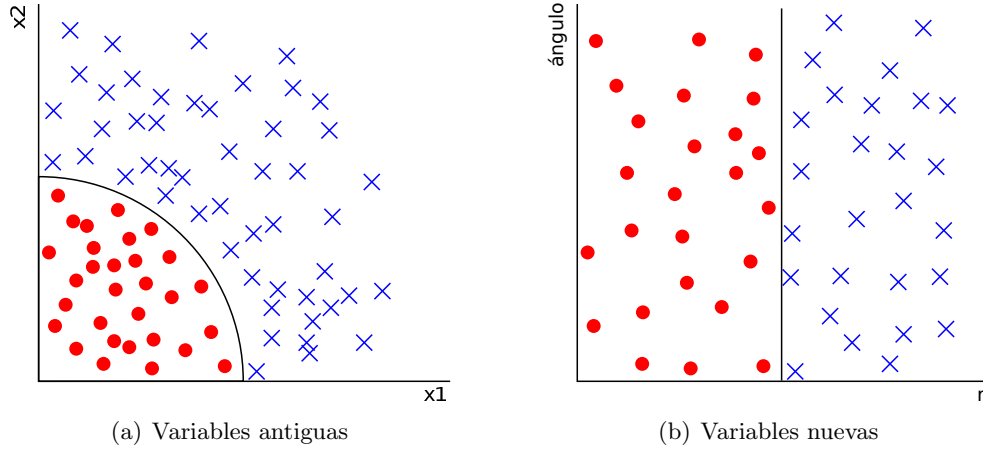 x2
x1
(a) Variables antiguas
ángulo
(b) Variables nuevas